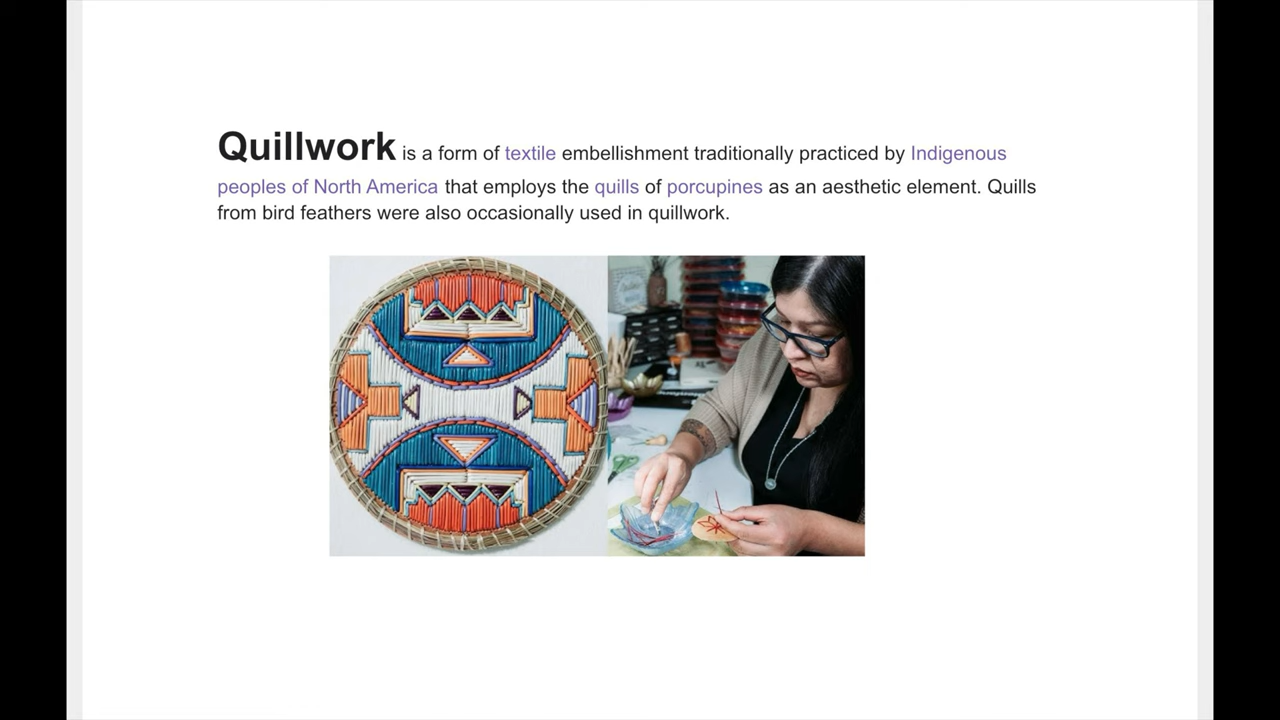 Quillwork is a form of textile embellishment traditionally practiced by Indigenous
peoples of North America that employs the quills of porcupines as an aesthetic element. Quills
from bird feathers were also occasionally used in quillwork.